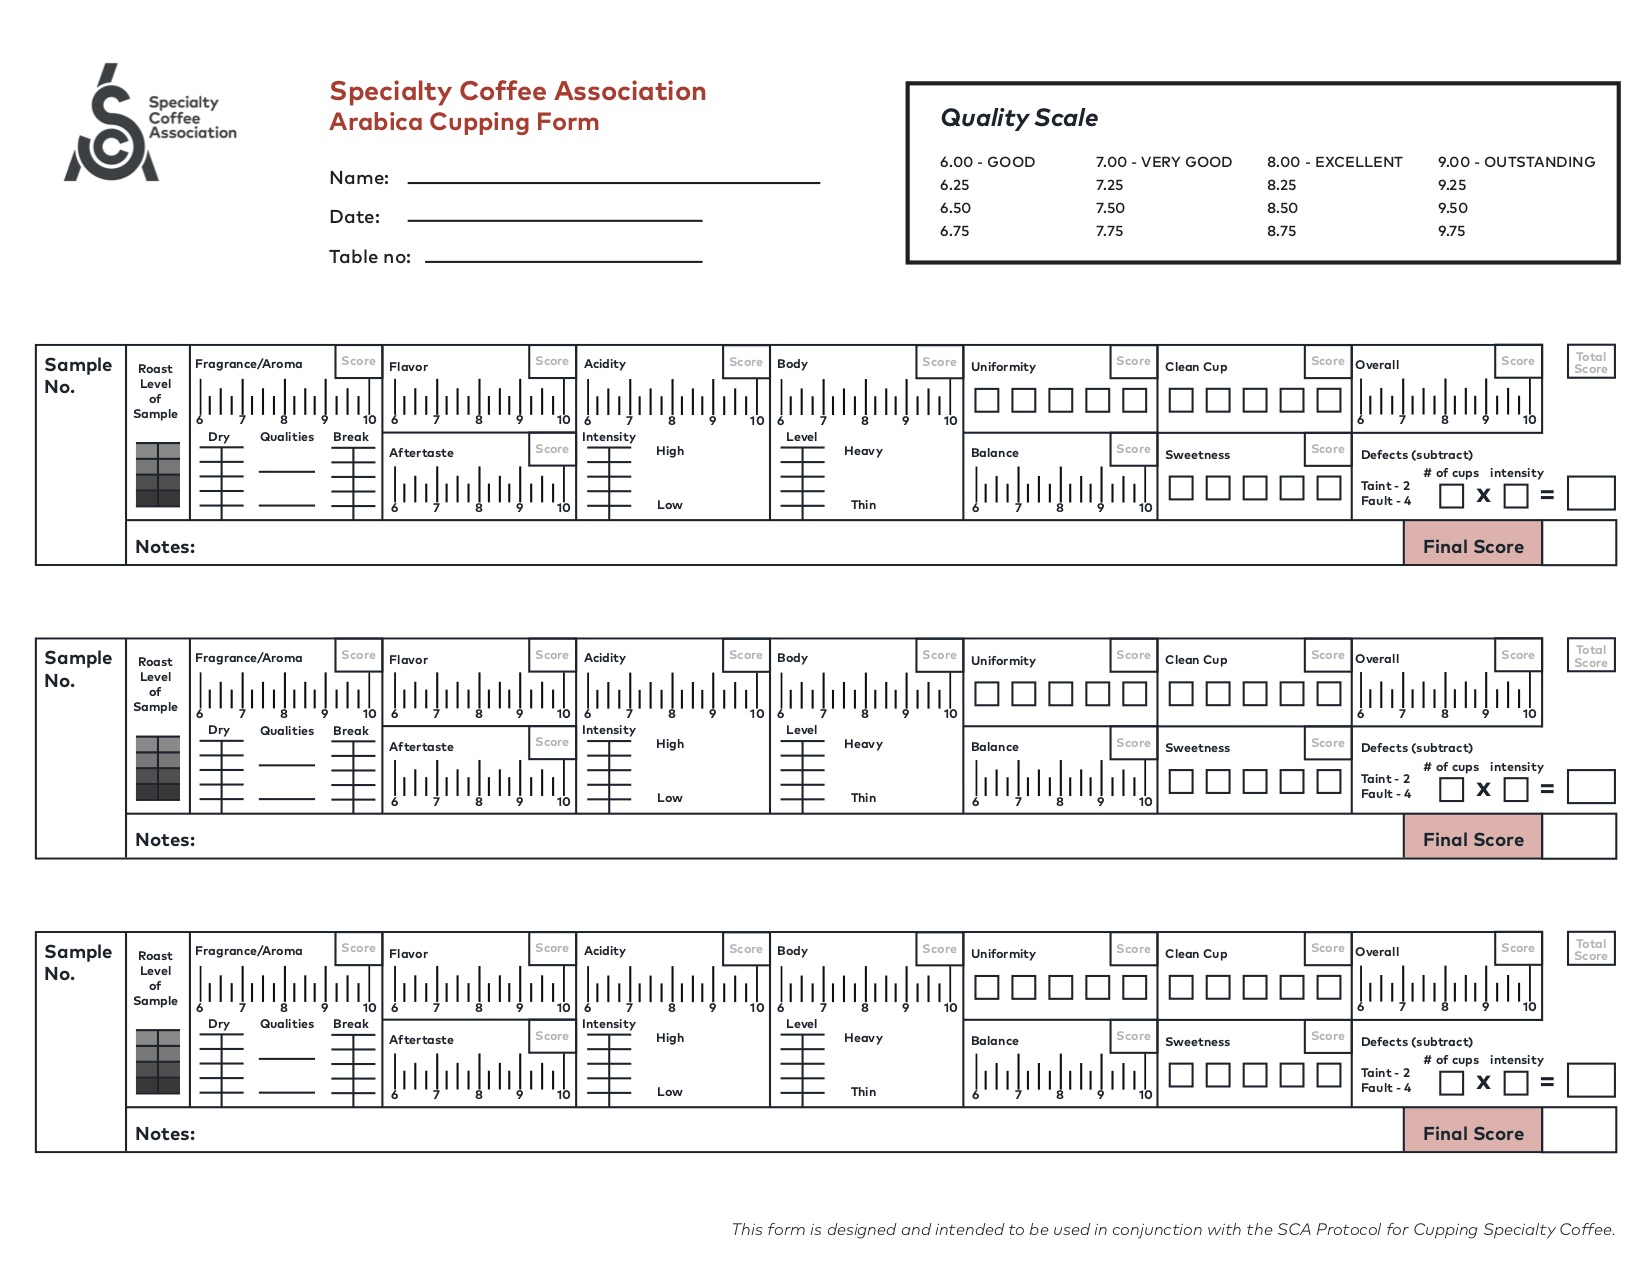 Specialty
Coffee
Association
Specialty Coffee Association
Arabica Cupping Form
Name:
Date:
Table no:
Quality Scale
6.00 - GOOD 7.00 - VERY GOOD 8.00 - EXCELLENT 9.00 - OUTSTANDING
6.25 7.25 8.25 9.25
6.50 7.50 8.50 9.50
6.75 7.75 8.75 9.75
Sample
No.
Roast
Level
of
Sample
Fragrance/Aroma Score
6 7 8 9 10
Dry Qualities Break
Flavor Score
6 7 8 9 10
Aftertaste Score
6 7 8 9 10
Acidity Score
6 7 8 9 10
Intensity High
Low
Body Score
6 7 8 9 10
Level Heavy
Thin
Uniformity Score
Balance Score
6 7 8 9 10
Clean Cup Score
Sweetness Score
Overall Score
6 7 8 9 10
Total
Score
Defects (subtract)
# of cups intensity
Taint - 2
Fault - 4 X =
Notes:
Final Score
Sample
No.
Roast
Level
of
Sample
Fragrance/Aroma Score
6 7 8 9 10
Dry Qualities Break
Flavor Score
6 7 8 9 10
Aftertaste Score
6 7 8 9 10
Acidity Score
6 7 8 9 10
Intensity High
Low
Body Score
6 7 8 9 10
Level Heavy
Thin
Uniformity Score
Balance Score
6 7 8 9 10
Clean Cup Score
Sweetness Score
Overall Score
6 7 8 9 10
Total
Score
Defects (subtract)
# of cups intensity
Taint - 2
Fault - 4 X =
Notes:
Final Score
Sample
No.
Roast
Level
of
Sample
Fragrance/Aroma Score
6 7 8 9 10
Dry Qualities Break
Flavor Score
6 7 8 9 10
Aftertaste Score
6 7 8 9 10
Acidity Score
6 7 8 9 10
Intensity High
Low
Body Score
6 7 8 9 10
Level Heavy
Thin
Uniformity Score
Balance Score
6 7 8 9 10
Clean Cup Score
Sweetness Score
Overall Score
6 7 8 9 10
Total
Score
Defects (subtract)
# of cups intensity
Taint - 2
Fault - 4 X =
Notes:
Final Score
This form is designed and intended to be used in conjunction with the SCA Protocol for Cupping Specialty Coffee.